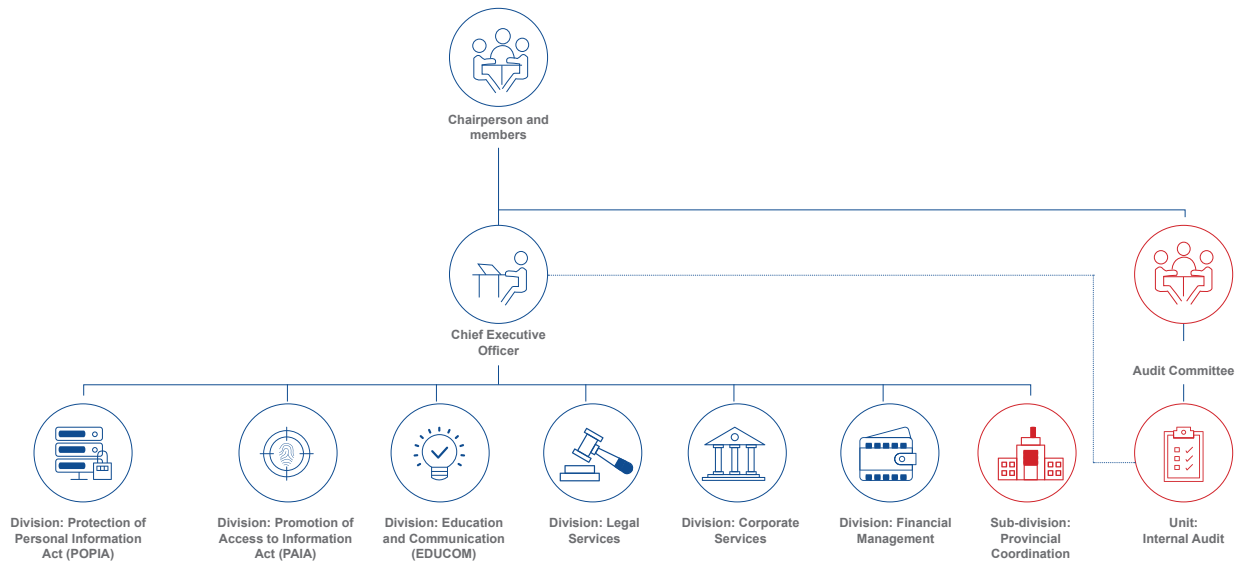 Chairperson and
members
Chief Executive
Officer
Audit Committee
Division: Protection of
Personal Information
Act (POPIA)
Division: Promotion of
Access to Information
Act (PAIA)
Division: Education
and Communication
(EDUCOM)
Division: Legal
Services
Division: Corporate
Services
Division: Financial
Management
Sub-division:
Provincial
Coordination
Unit:
Internal Audit